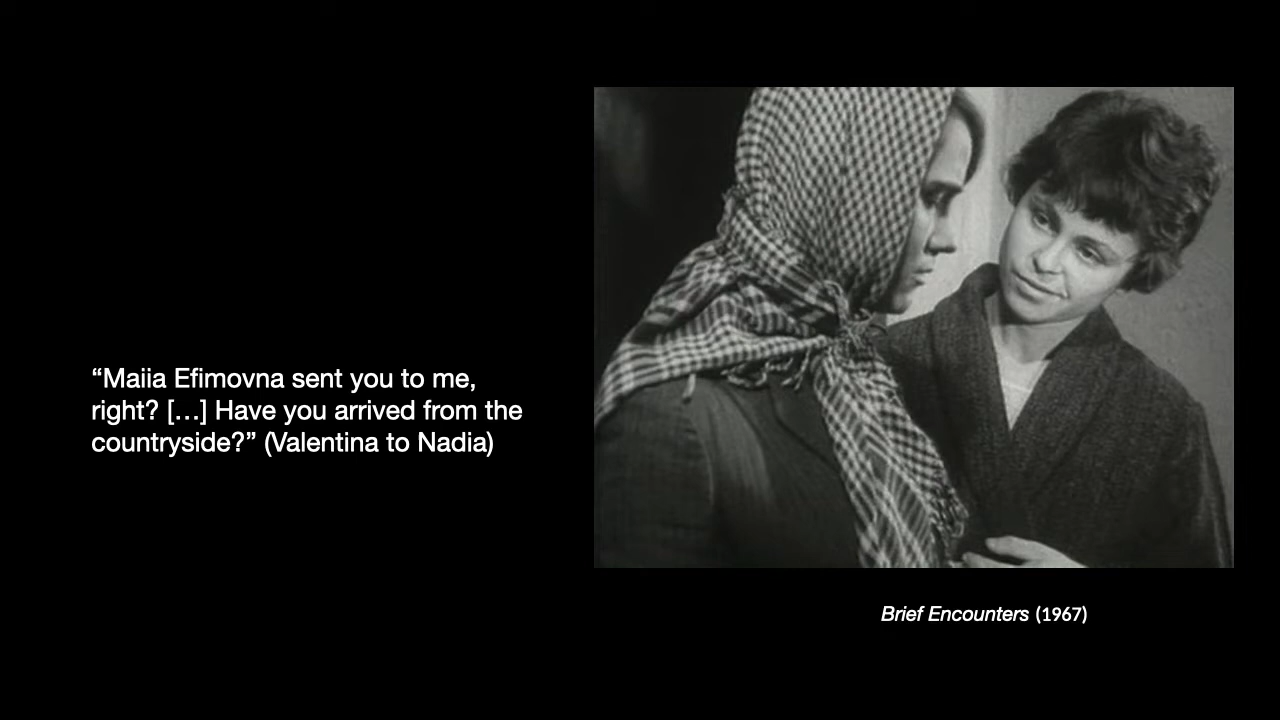 “Maiia Efimovna sent you to me,
right? […] Have you arrived from the
countryside?” (Valentina to Nadia)
Brief Encounters (1967)